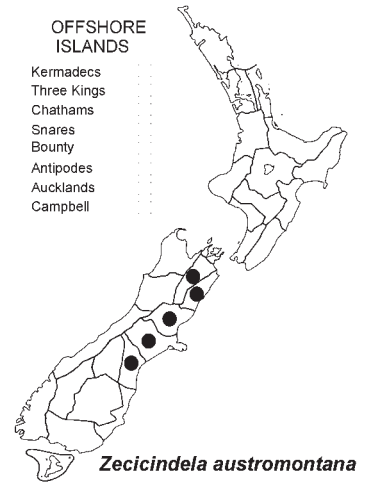 OFFSHORE
ISLANDS
Kermadecs
Three Kings
Chathams
Snares
Bounty
Antipodes
Aucklands
Campbell
Zecicindela austromontana